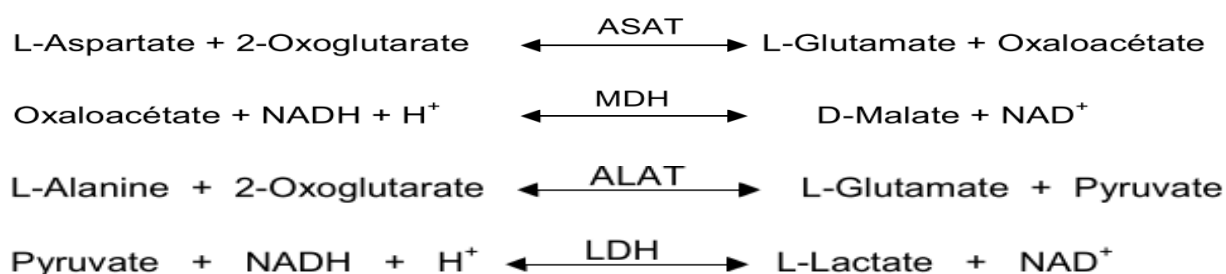 L-Aspartate + 2-Oxoglutarate ASAT L-Glutamate + Oxaloacétate
Oxaloacétate + NADH + H⁺ MDH D-Malate + NAD⁺
L-Alanine + 2-Oxoglutarate ALAT L-Glutamate + Pyruvate
Pyruvate + NADH + H⁺ LDH L-Lactate + NAD⁺